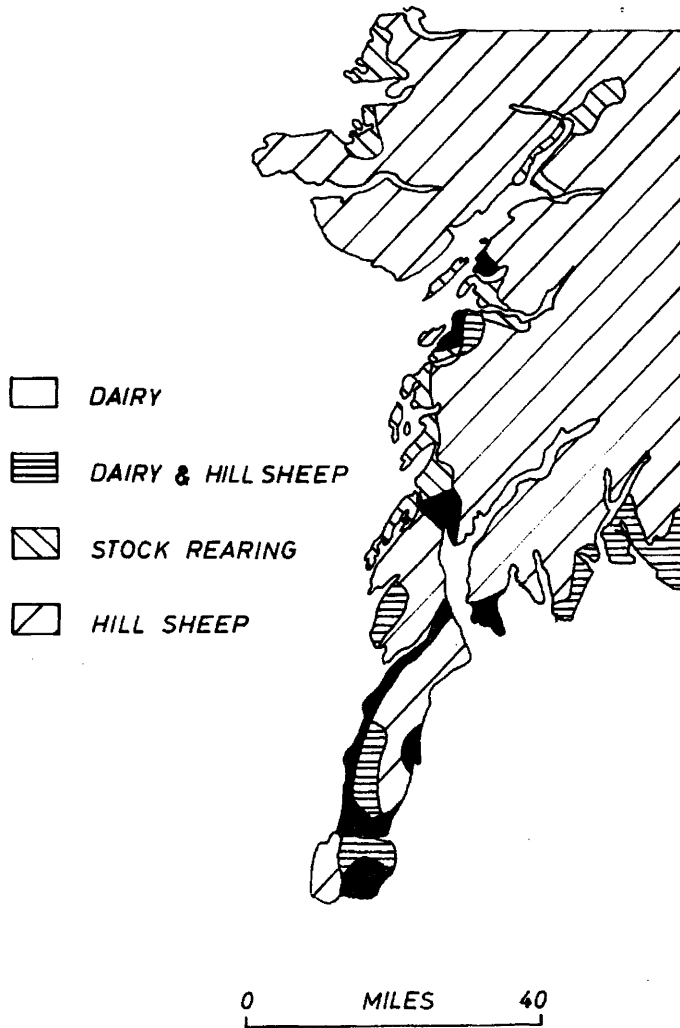 DAIRY
DAIRY & HILL SHEEP
STOCK REARING
HILL SHEEP
0 MILES 40